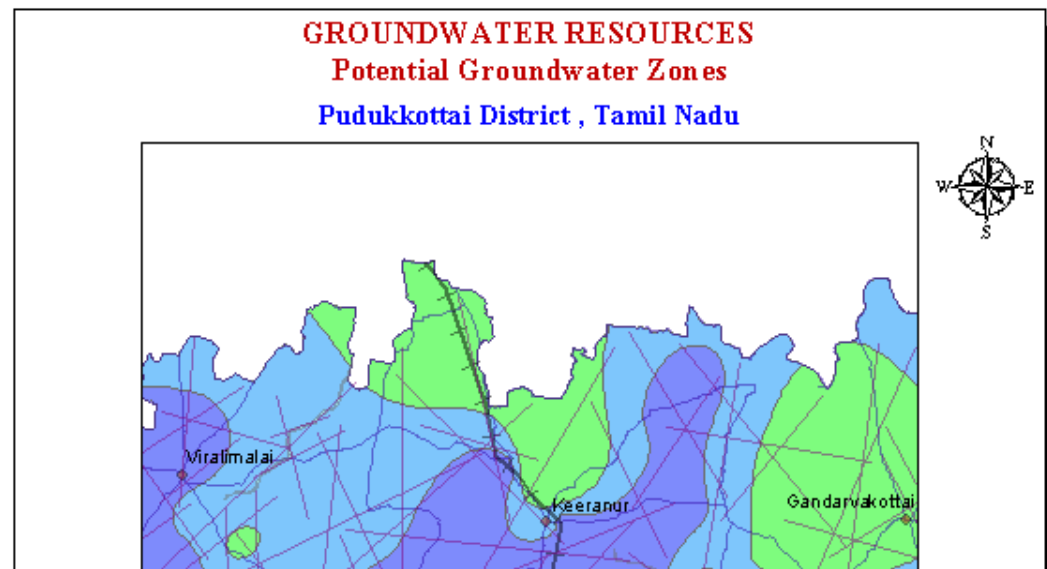 GROUNDWATER RESOURCES
Potential Groundwater Zones
Pudukkottai District , Tamil Nadu
N
W E
S
Viralimalai
Keeranur
Gandarvakottai